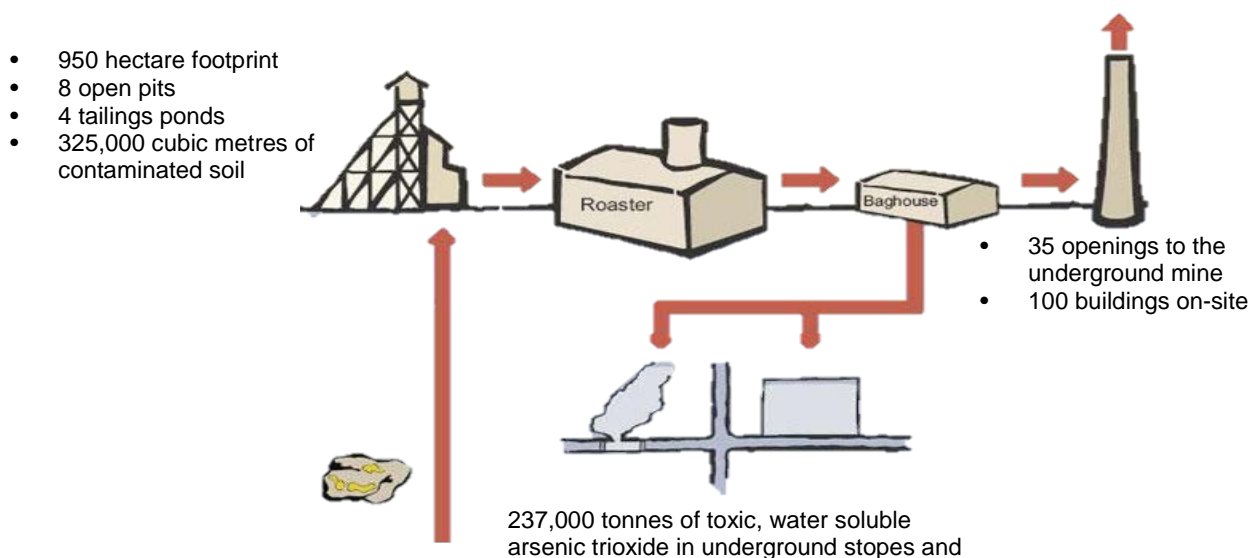 • 950 hectare footprint
• 8 open pits
• 4 tailings ponds
• 325,000 cubic metres of
contaminated soil
Roaster
Baghouse
• 35 openings to the
underground mine
• 100 buildings on-site
237,000 tonnes of toxic, water soluble
arsenic trioxide in underground stopes and